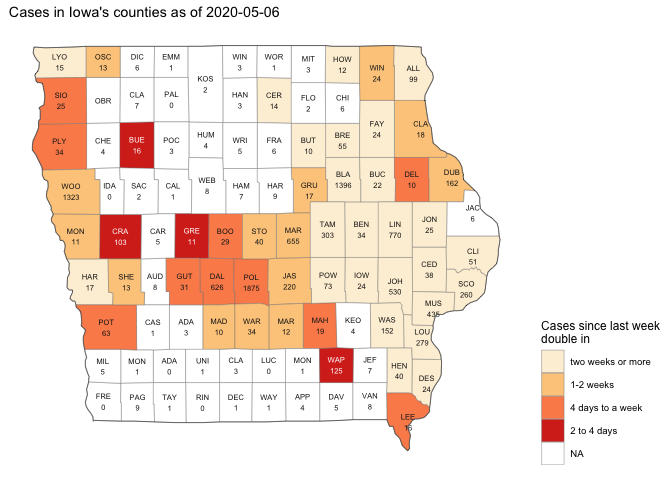 Cases in Iowa's counties as of 2020-05-06
LYO
15
OSC
13
DIC
6
EMM
1
KOS
2
WIN
3
WOR
1
MIT
3
HOW
12
WIN
24
ALL
99
SIO
25
OBR
CLA
7
PAL
0
HAN
3
CER
14
FLO
2
CHI
6
FAY
24
CLA
18
PLY
34
CHE
4
BUE
16
POC
3
HUM
4
WRI
5
FRA
6
BUT
10
BRE
55
WOO
1323
IDA
0
SAC
2
CAL
1
WEB
8
HAM
7
HAR
9
GRU
17
BLA
1396
BUC
22
DEL
10
DUB
162
JAC
6
MON
11
CRA
103
CAR
5
GRE
11
BOO
29
STO
40
MAR
655
TAM
303
BEN
34
LIN
770
JON
25
CLI
51
HAR
17
SHE
13
AUD
8
GUT
31
DAL
626
POL
1875
JAS
220
POW
73
IOW
24
JOH
530
CED
38
SCO
260
MUS
435
POT
63
CAS
1
ADA
3
MAD
10
WAR
34
MAR
12
MAH
19
KEO
4
WAS
152
LOU
279
MIL
5
MON
1
ADA
0
UNI
1
CLA
3
LUC
0
MON
1
WAP
125
JEF
7
HEN
40
DES
24
FRE
0
PAG
9
TAY
1
RIN
0
DEC
1
WAY
1
APP
4
DAV
5
VAN
8
LEE
16
Cases since last week
double in
two weeks or more
1-2 weeks
4 days to a week
2 to 4 days
NA